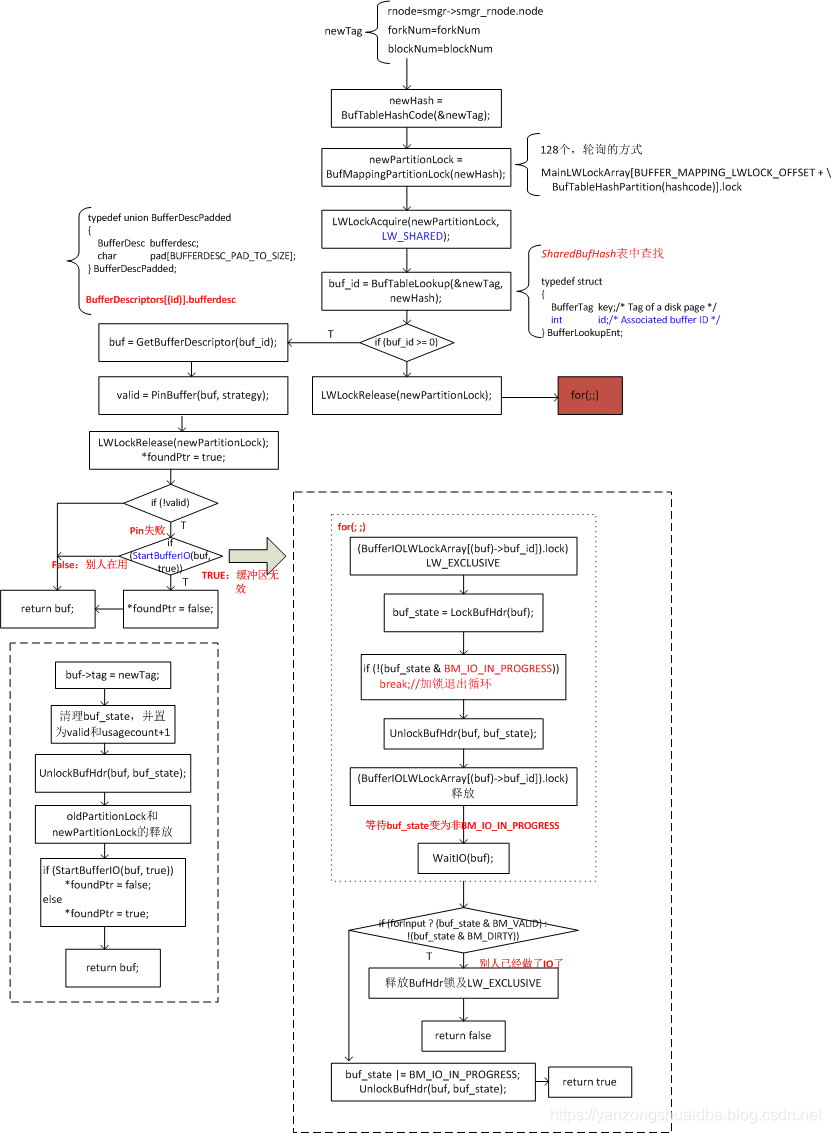 newTag
rnode=smgr->smgr_rnode.node
forkNum=forkNum
blockNum=blockNum
newHash =
BufTableHashCode(&newTag);
newPartitionLock =
BufMappingPartitionLock(newHash);
128个，轮询的方式
MainLWLockArray[BUFFER_MAPPING_LWLOCK_OFFSET + \
BufTableHashPartition(hashcode)].lock
LWLockAcquire(newPartitionLock,
LW_SHARED);
typedef union BufferDescPadded
{
BufferDesc bufferdesc;
char pad[BUFFERDESC_PAD_TO_SIZE];
} BufferDescPadded;
BufferDescriptors[(id)].bufferdesc
buf_id = BufTableLookup(&newTag,
newHash);
SharedBufHash表中查找
typedef struct
{
BufferTag key;/* Tag of a disk page */
int id;/* Associated buffer ID */
} BufferLookupEnt;
if (buf_id >= 0)
T
buf = GetBufferDescriptor(buf_id);
valid = PinBuffer(buf, strategy);
LWLockRelease(newPartitionLock);
for(;;)
LWLockRelease(newPartitionLock);
*foundPtr = true;
if (!valid)
T
Pin失败
if
(StartBufferIO(buf,
true))
False：别人在用
T
TRUE：缓冲区无
效
return buf;
*foundPtr = false;
buf->tag = newTag;
清理buf_state，并置
为valid和usagecount+1
UnlockBufHdr(buf, buf_state);
oldPartitionLock和
newPartitionLock的释放
if (StartBufferIO(buf, true))
*foundPtr = false;
else
*foundPtr = true;
return buf;
for(; ;)
(BufferIOLWLockArray[(buf)->buf_id]).lock)
LW_EXCLUSIVE
buf_state = LockBufHdr(buf);
if (!(buf_state & BM_IO_IN_PROGRESS))
break;//加锁退出循环
UnlockBufHdr(buf, buf_state);
(BufferIOLWLockArray[(buf)->buf_id]).lock)
释放
等待buf_state变为非BM_IO_IN_PROGRESS
WaitIO(buf);
if (forInput ? (buf_state & BM_VALID) :
!(buf_state & BM_DIRTY))
T
别人已经做了IO了
释放BufHdr锁及LW_EXCLUSIVE
return false
buf_state |= BM_IO_IN_PROGRESS;
UnlockBufHdr(buf, buf_state);
return true
https://yanzongshuaidba.blog.csdn.net